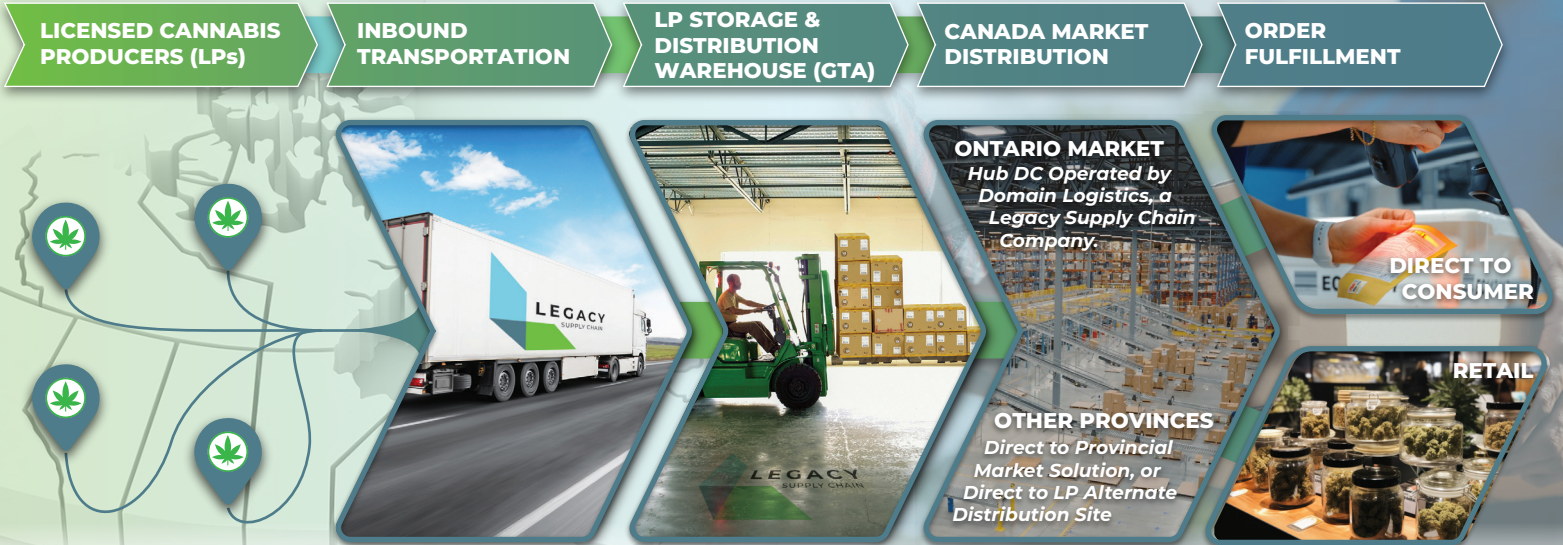 LICENSED CANNABIS
PRODUCERS (LPs)
INBOUND
TRANSPORTATION
LP STORAGE &
DISTRIBUTION
WAREHOUSE (GTA)
CANADA MARKET
DISTRIBUTION
ORDER
FULFILLMENT
LEGACY
SUPPLY CHAIN
LEGACY
SUPPLY CHAIN
ONTARIO MARKET
Hub DC Operated by
Domain Logistics, a
Legacy Supply Chain
Company.
OTHER PROVINCES
Direct to Provincial
Market Solution, or
Direct to LP Alternate
Distribution Site
DIRECT TO
CONSUMER
RETAIL